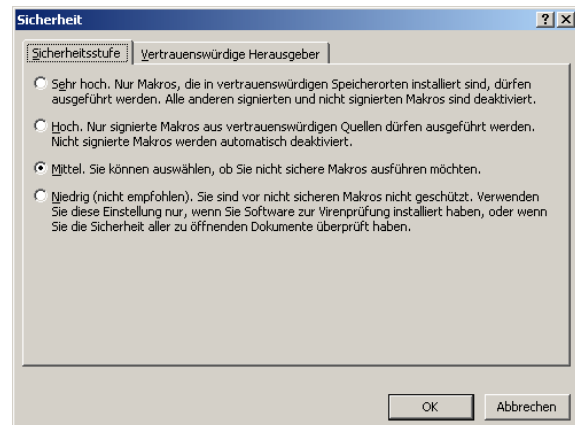 Sicherheit
Sicherheitsstufe
Vertrauenswürdige Herausgeber
Sehr hoch. Nur Makros, die in vertrauenswürdigen Speicherorten installiert sind, dürfen
ausgeführt werden. Alle anderen signierten und nicht signierten Makros sind deaktiviert.
Hoch. Nur signierte Makros aus vertrauenswürdigen Quellen dürfen ausgeführt werden.
Nicht signierte Makros werden automatisch deaktiviert.
Mittel. Sie können auswählen, ob Sie nicht sichere Makros ausführen möchten.
Niedrig (nicht empfohlen). Sie sind vor nicht sicheren Makros nicht geschützt. Verwenden
Sie diese Einstellung nur, wenn Sie Software zur Virenprüfung installiert haben, oder wenn
Sie die Sicherheit aller zu öffnenden Dokumente überprüft haben.
OK
Abbrechen